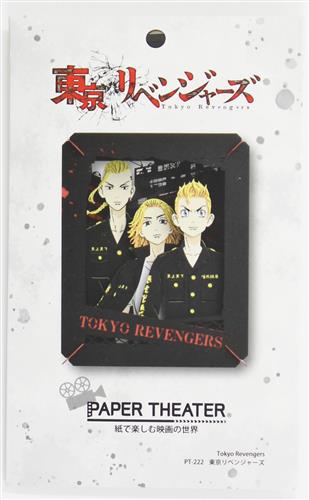 東京リベンジャーズ
Tokyo Revengers
TOKYO REVENGERS
PAPER THEATER®
紙で楽しむ映画の世界
Tokyo Revengers
PT-222 東京リベンジャーズ